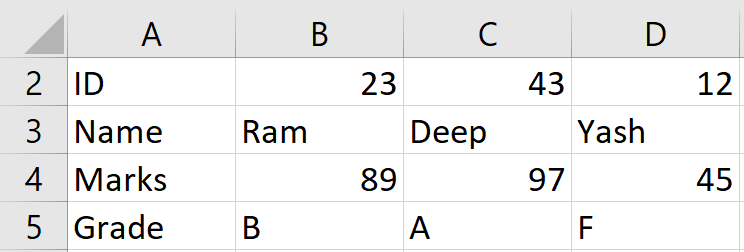 A B C D
2 ID 23 43 12
3 Name Ram Deep Yash
4 Marks 89 97 45
5 Grade B A F